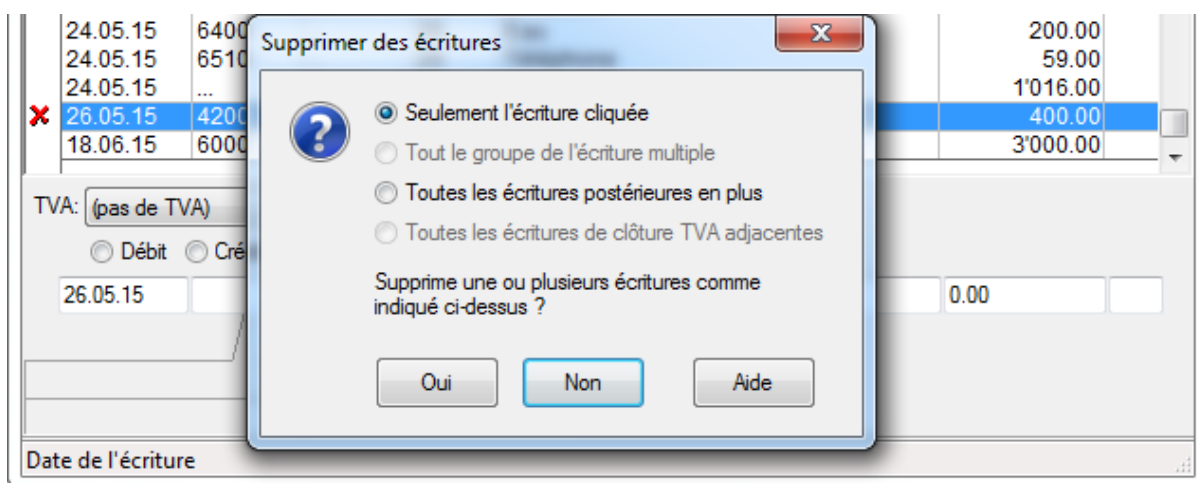 24.05.15 6400 200.00
24.05.15 6510 59.00
24.05.15 ... 1'016.00
26.05.15 4200 400.00
18.06.15 6000 3'000.00
Supprimer des écritures
Seulement l'écriture cliquée
Tout le groupe de l'écriture multiple
Toutes les écritures postérieures en plus
Toutes les écritures de clôture TVA adjacentes
Supprime une ou plusieurs écritures comme
indiqué ci-dessus ?
Oui Non Aide
TVA: (pas de TVA)
Débit Cré
26.05.15 0.00
Date de l'écriture